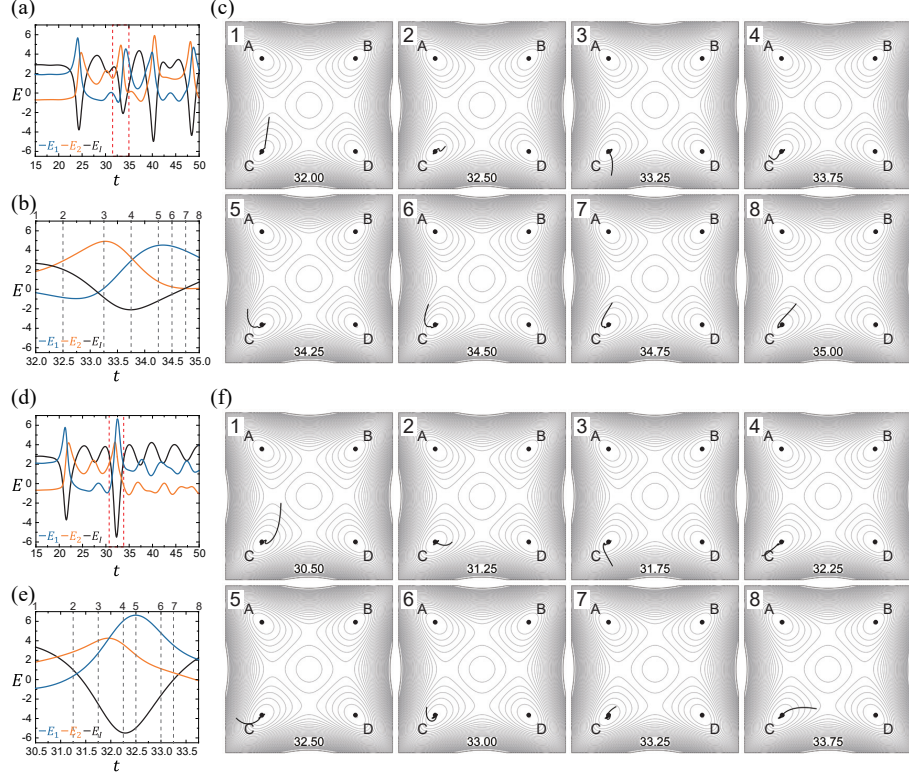 (a)
6
4
2
E 0
-2
-4
-6
−E₁ −E₂ −E_I
15 20 25 30 35 40 45 50
t
(b)
1 2 3 4 5 6 7 8
6
4
2
E 0
-2
-4
-6
−E₁ −E₂ −E_I
32.0 32.5 33.0 33.5 34.0 34.5 35.0
t
(c)
1 A B C D 32.00
2 A B C D 32.50
3 A B C D 33.25
4 A B C D 33.75
5 A B C D 34.25
6 A B C D 34.50
7 A B C D 34.75
8 A B C D 35.00
(d)
6
4
2
E 0
-2
-4
-6
−E₁ −E₂ −E_I
15 20 25 30 35 40 45 50
t
(e)
1 2 3 4 5 6 7 8
6
4
2
E 0
-2
-4
-6
−E₁ −E₂ −E_I
30.5 31.0 31.5 32.0 32.5 33.0 33.5
t
(f)
1 A B C D 30.50
2 A B C D 31.25
3 A B C D 31.75
4 A B C D 32.25
5 A B C D 32.50
6 A B C D 33.00
7 A B C D 33.25
8 A B C D 33.75